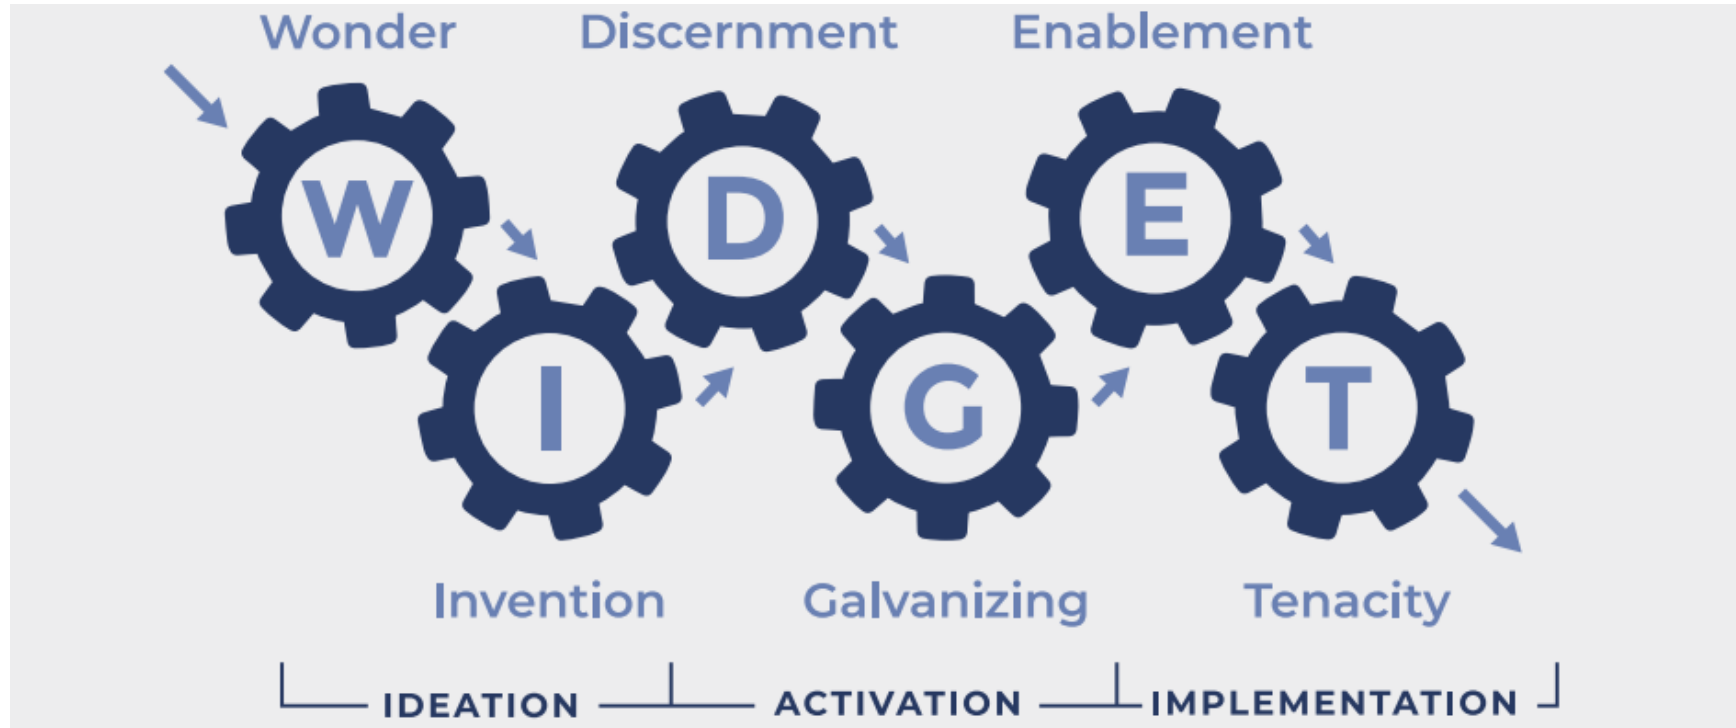 Wonder Discernment Enablement
W D E
I G T
Invention Galvanizing Tenacity
IDEATION ACTIVATION IMPLEMENTATION